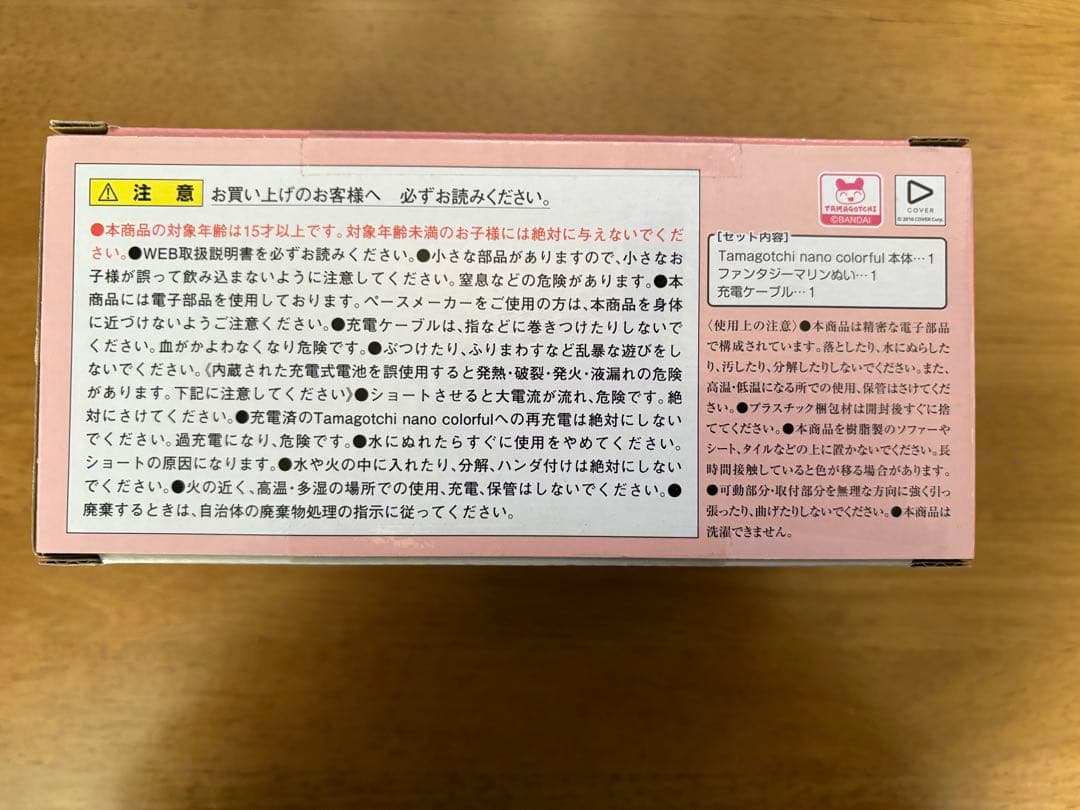 ⚠ 注意 お買い上げのお客様へ 必ずお読みください。
●本商品の対象年齢は15才以上です。対象年齢未満のお子様には絶対に与えないでくだ
さい。●WEB取扱説明書を必ずお読みください。●小さな部品がありますので、小さなお
子様が誤って飲み込まないように注意してください。窒息などの危険があります。●本
商品には電子部品を使用しております。ペースメーカーをご使用の方は、本商品を身体
に近づけないようご注意ください。●充電ケーブルは、指などに巻きつけたりしないで
ください。血がかよわなくなり危険です。●ぶつけたり、ふりまわすなど乱暴な遊びをし
ないでください。《内蔵された充電式電池を誤使用すると発熱・破裂・発火・液漏れの危険
があります。下記に注意してください》●ショートさせると大電流が流れ、危険です。絶
対にさけてください。●充電済のTamagotchi nano colorfulへの再充電は絶対にしない
でください。過充電になり、危険です。●水にぬれたらすぐに使用をやめてください。
ショートの原因になります。●水や火の中に入れたり、分解、ハンダ付けは絶対にしない
でください。●火の近く、高温・多湿の場所での使用、充電、保管はしないでください。●
廃棄するときは、自治体の廃棄物処理の指示に従ってください。
TAMAGOTCHI
©BANDAI
COVER
© 2016 COVER Corp.
[セット内容]
Tamagotchi nano colorful 本体…1
ファンタジーマリンぬい…1
充電ケーブル…1
〈使用上の注意〉●本商品は精密な電子部品
で構成されています。落としたり、水にぬらした
り、汚したり、分解したりしないでください。また、
高温・低温になる所での使用、保管はさけてくだ
さい。●プラスチック梱包材は開封後すぐに捨
ててください。●本商品を樹脂製のソファーや
シート、タイルなどの上に置かないでください。長
時間接触していると色が移る場合があります。
●可動部分・取付部分を無理な方向に強く引っ
張ったり、曲げたりしないでください。●本商品は
洗濯できません。